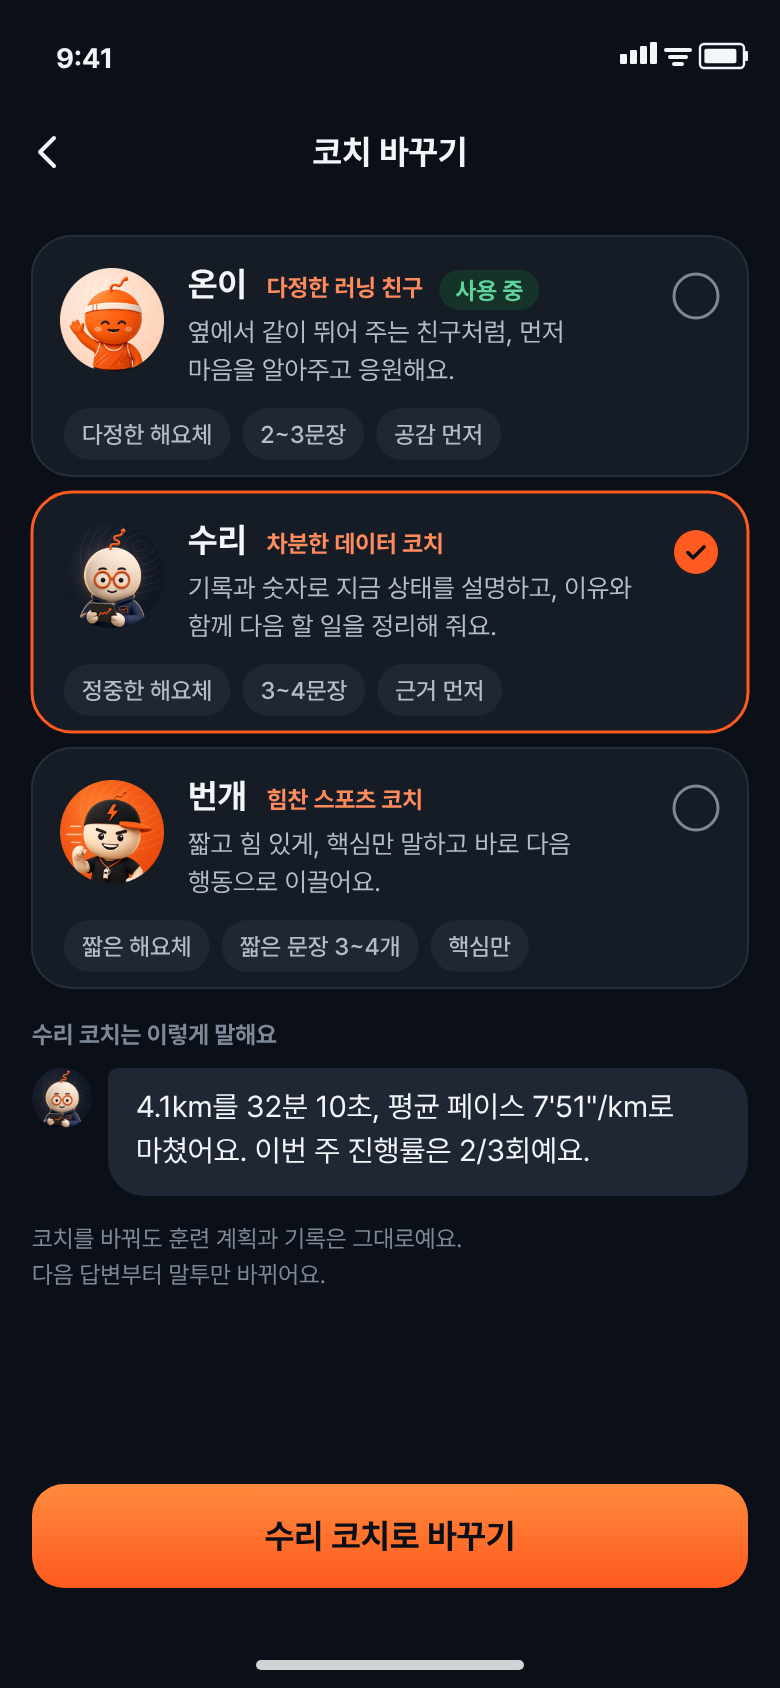 9:41
코치 바꾸기
온이 다정한 러닝 친구 사용 중
옆에서 같이 뛰어 주는 친구처럼, 먼저
마음을 알아주고 응원해요.
다정한 해요체 2~3문장 공감 먼저
수리 차분한 데이터 코치
기록과 숫자로 지금 상태를 설명하고, 이유와
함께 다음 할 일을 정리해 줘요.
정중한 해요체 3~4문장 근거 먼저
번개 힘찬 스포츠 코치
짧고 힘 있게, 핵심만 말하고 바로 다음
행동으로 이끌어요.
짧은 해요체 짧은 문장 3~4개 핵심만
수리 코치는 이렇게 말해요
4.1km를 32분 10초, 평균 페이스 7'51"/km로
마쳤어요. 이번 주 진행률은 2/3회예요.
코치를 바꿔도 훈련 계획과 기록은 그대로예요.
다음 답변부터 말투만 바뀌어요.
수리 코치로 바꾸기